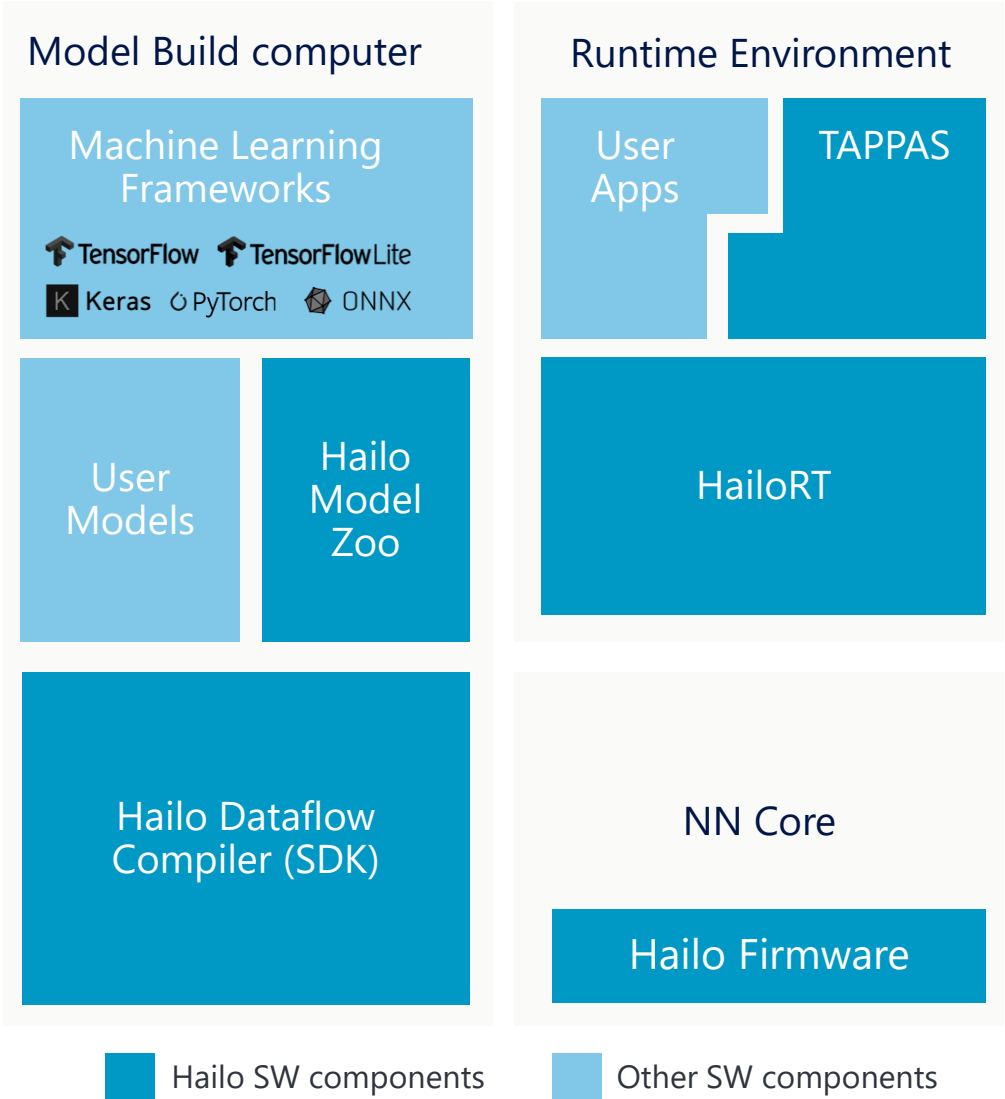 Model Build computer
Machine Learning
Frameworks
TensorFlow TensorFlow Lite
K Keras PyTorch ONNX
User
Models
Hailo
Model
Zoo
Hailo Dataflow
Compiler (SDK)
Runtime Environment
User
Apps
TAPPAS
HailoRT
NN Core
Hailo Firmware
Hailo SW components
Other SW components